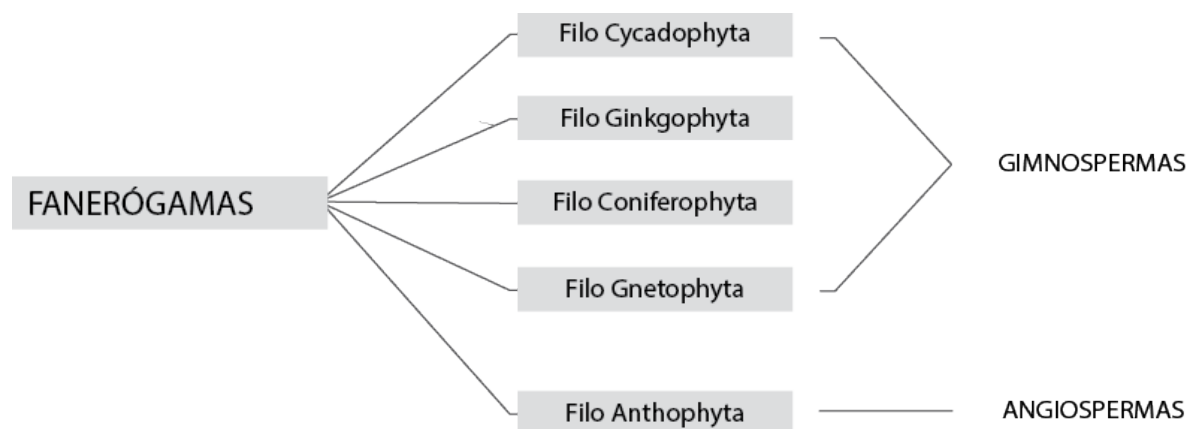 Filo Cycadophyta
Filo Ginkgophyta
GIMNOSPERMAS
FANERÓGAMAS
Filo Coniferophyta
Filo Gnetophyta
Filo Anthophyta
ANGIOSPERMAS